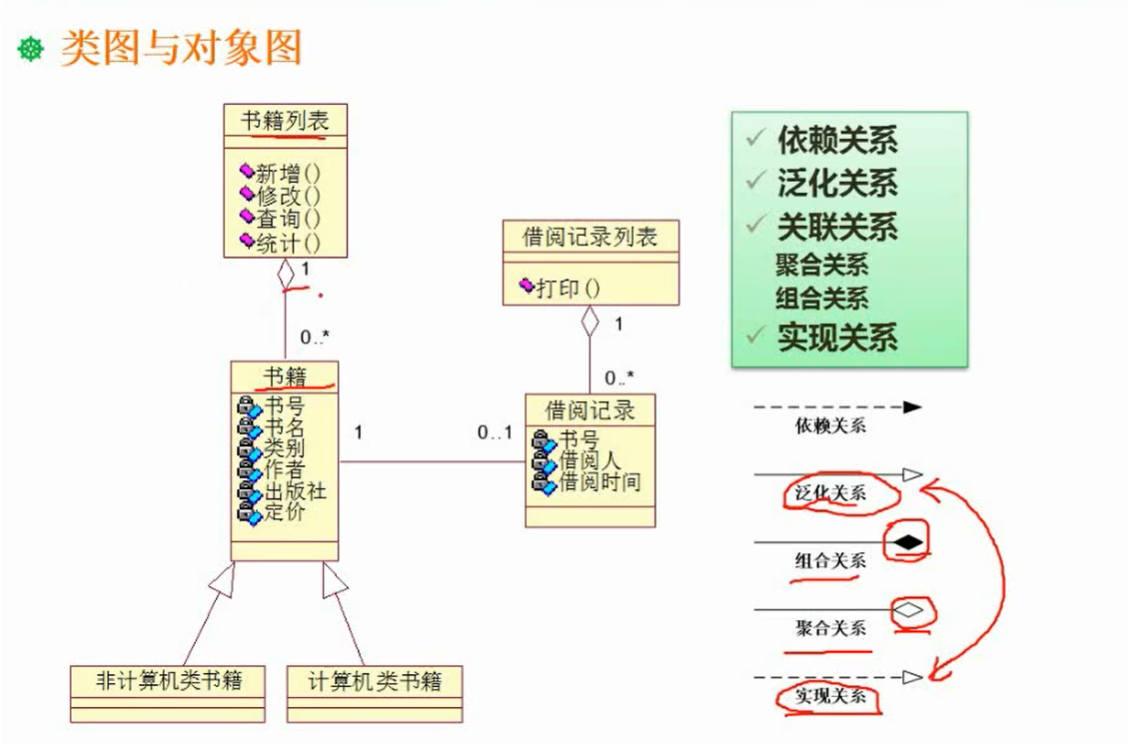 类图与对象图
书籍列表
新增()
修改()
查询()
统计()
1
0..*
书籍
书号
书名
类别
作者
出版社
定价
1
0..1
借阅记录列表
打印()
1
0..*
借阅记录
书号
借阅人
借阅时间
非计算机类书籍
计算机类书籍
依赖关系
泛化关系
关联关系
聚合关系
组合关系
实现关系
依赖关系
泛化关系
组合关系
聚合关系
实现关系